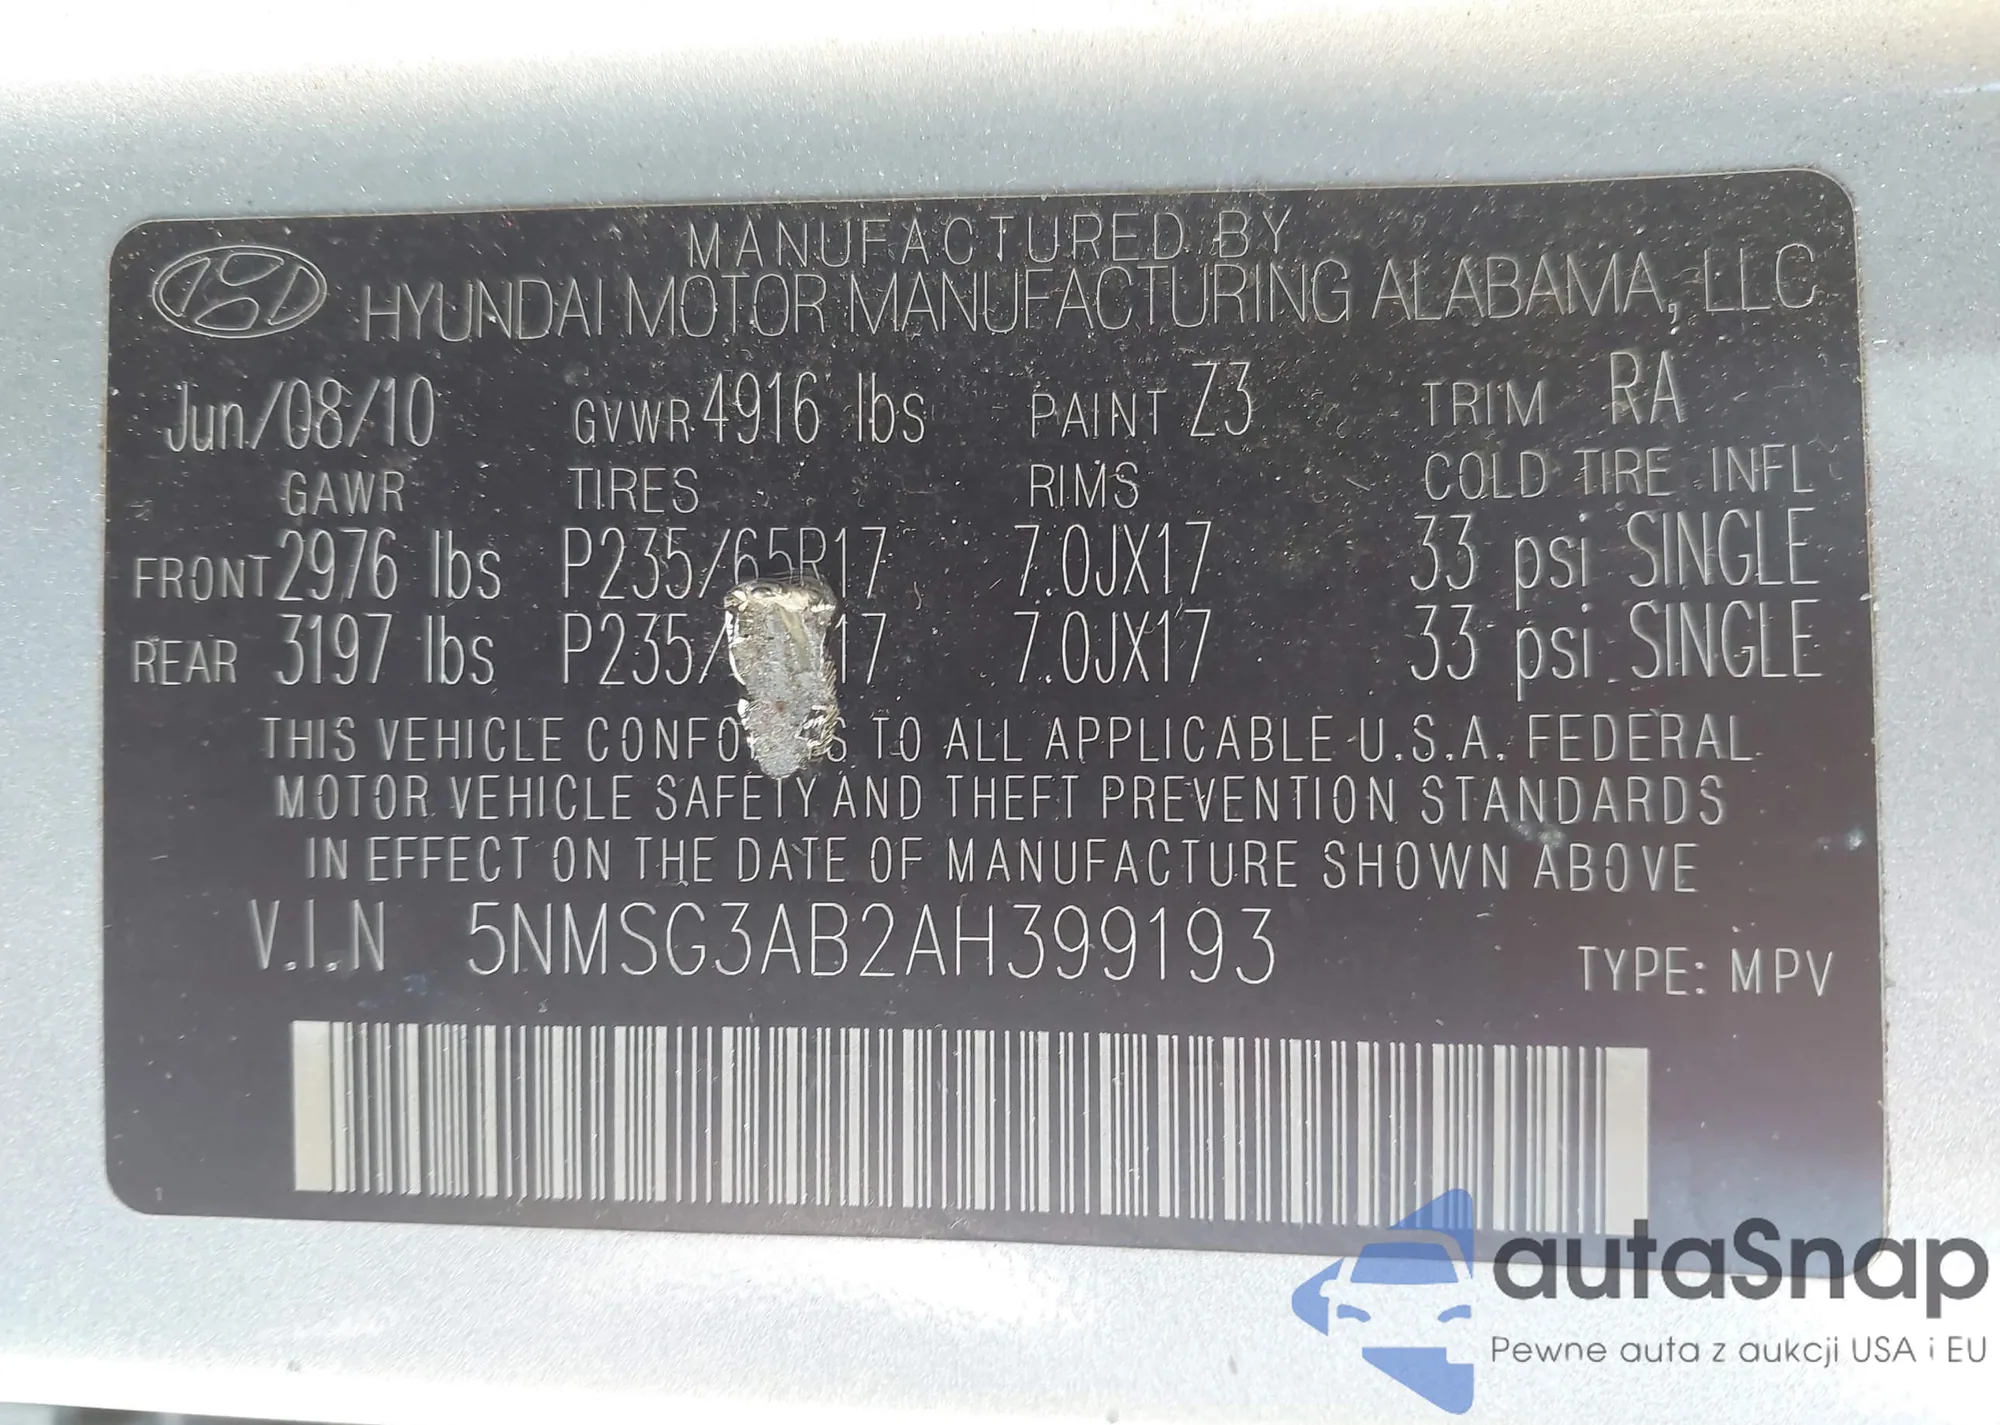 MANUFACTURED BY
HYUNDAI MOTOR MANUFACTURING ALABAMA, LLC
Jun/08/10 GVWR 4916 lbs PAINT Z3 TRIM RA
GAWR TIRES RIMS COLD TIRE INFL
FRONT 2976 lbs P235/65R17 7.0JX17 33 psi SINGLE
REAR 3197 lbs 7.0JX17 33 psi SINGLE
THIS VEHICLE TO ALL APPLICABLE U.S.A. FEDERAL
MOTOR VEHICLE SAFETY AND THEFT PREVENTION STANDARDS
IN EFFECT ON THE DATE OF MANUFACTURE SHOWN ABOVE
V.I.N 5NMSG3AB2AH399193 TYPE: MPV
1
autaSnap
Pewne auta z aukcji USA i EU